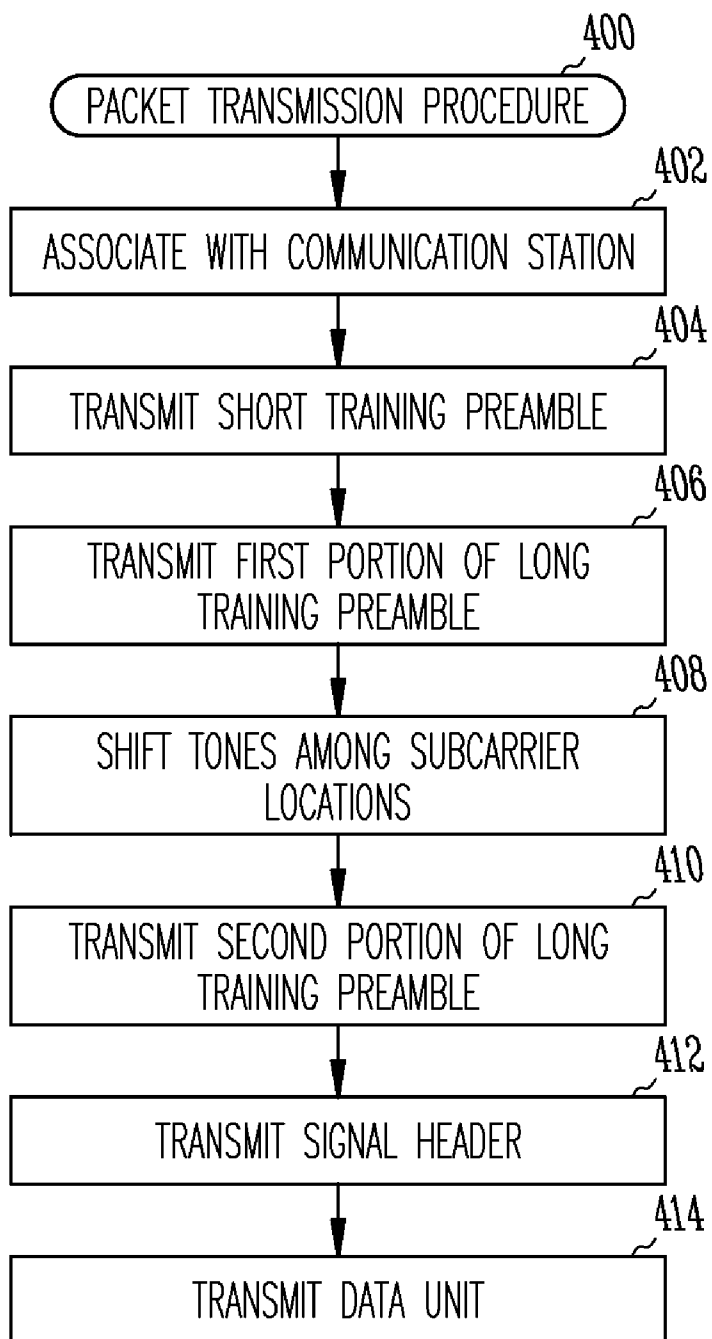 400
PACKET TRANSMISSION PROCEDURE
402
ASSOCIATE WITH COMMUNICATION STATION
404
TRANSMIT SHORT TRAINING PREAMBLE
406
TRANSMIT FIRST PORTION OF LONG
TRAINING PREAMBLE
408
SHIFT TONES AMONG SUBCARRIER
LOCATIONS
410
TRANSMIT SECOND PORTION OF LONG
TRAINING PREAMBLE
412
TRANSMIT SIGNAL HEADER
414
TRANSMIT DATA UNIT